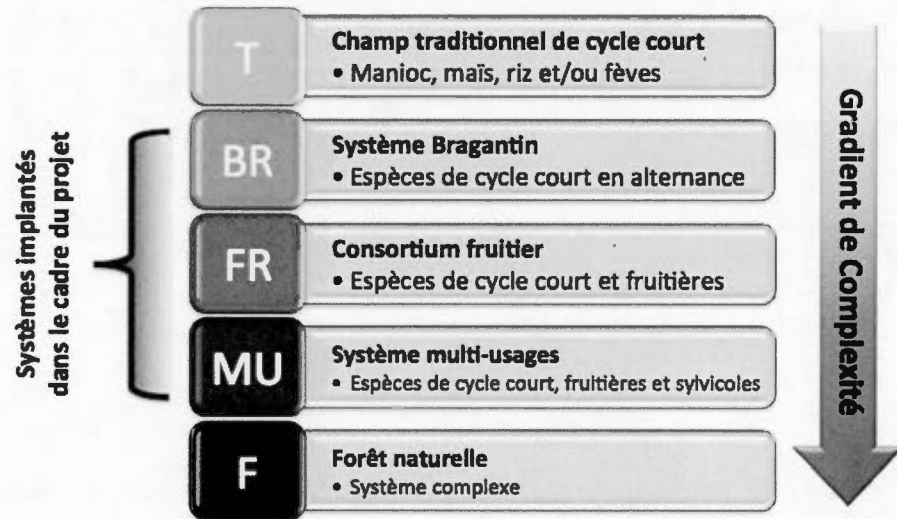 T
Champ traditionnel de cycle court
• Manioc, maïs, riz et/ou fèves
Systèmes implantés
dans le cadre du projet
BR
Système Bragantin
• Espèces de cycle court en alternance
FR
Consortium fruitier
• Espèces de cycle court et fruitières
MU
Système multi-usages
• Espèces de cycle court, fruitières et sylvicoles
F
Forêt naturelle
• Système complexe
Gradient de Complexité